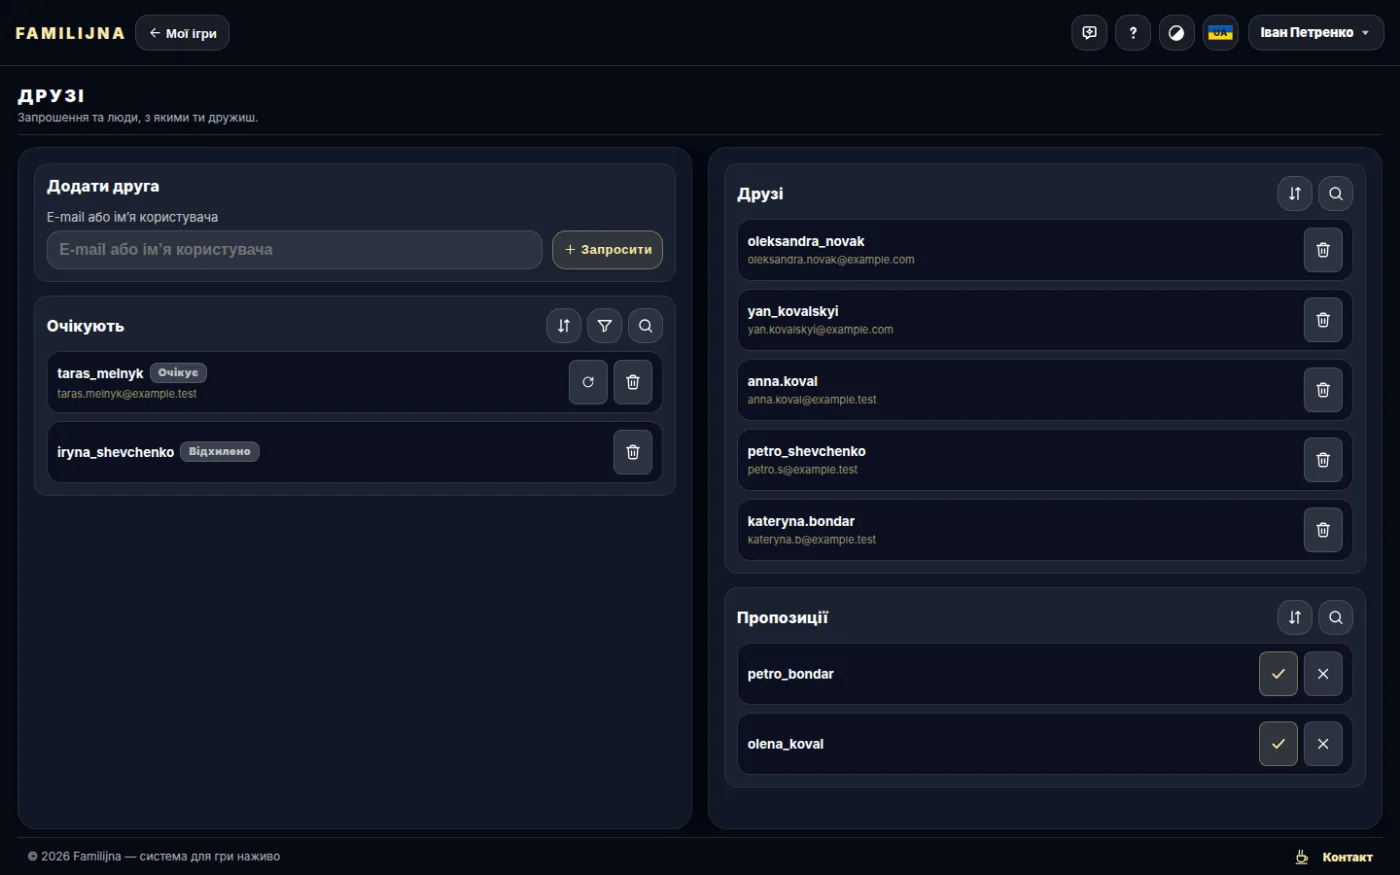 FAMILIJNA
← Мої ігри
?
UA
Іван Петренко
ДРУЗІ
Запрошення та люди, з якими ти дружиш.
Додати друга
E-mail або ім’я користувача
E-mail або ім’я користувача
+ Запросити
Очікують
taras_melnyk Очікує
taras.melnyk@example.test
iryna_shevchenko Відхилено
Друзі
oleksandra_novak
oleksandra.novak@example.com
yan_kovalskyi
yan.kovalskyi@example.com
anna.koval
anna.koval@example.test
petro_shevchenko
petro.s@example.test
kateryna.bondar
kateryna.b@example.test
Пропозиції
petro_bondar
olena_koval
© 2026 Familijna — система для гри наживо
Контакт